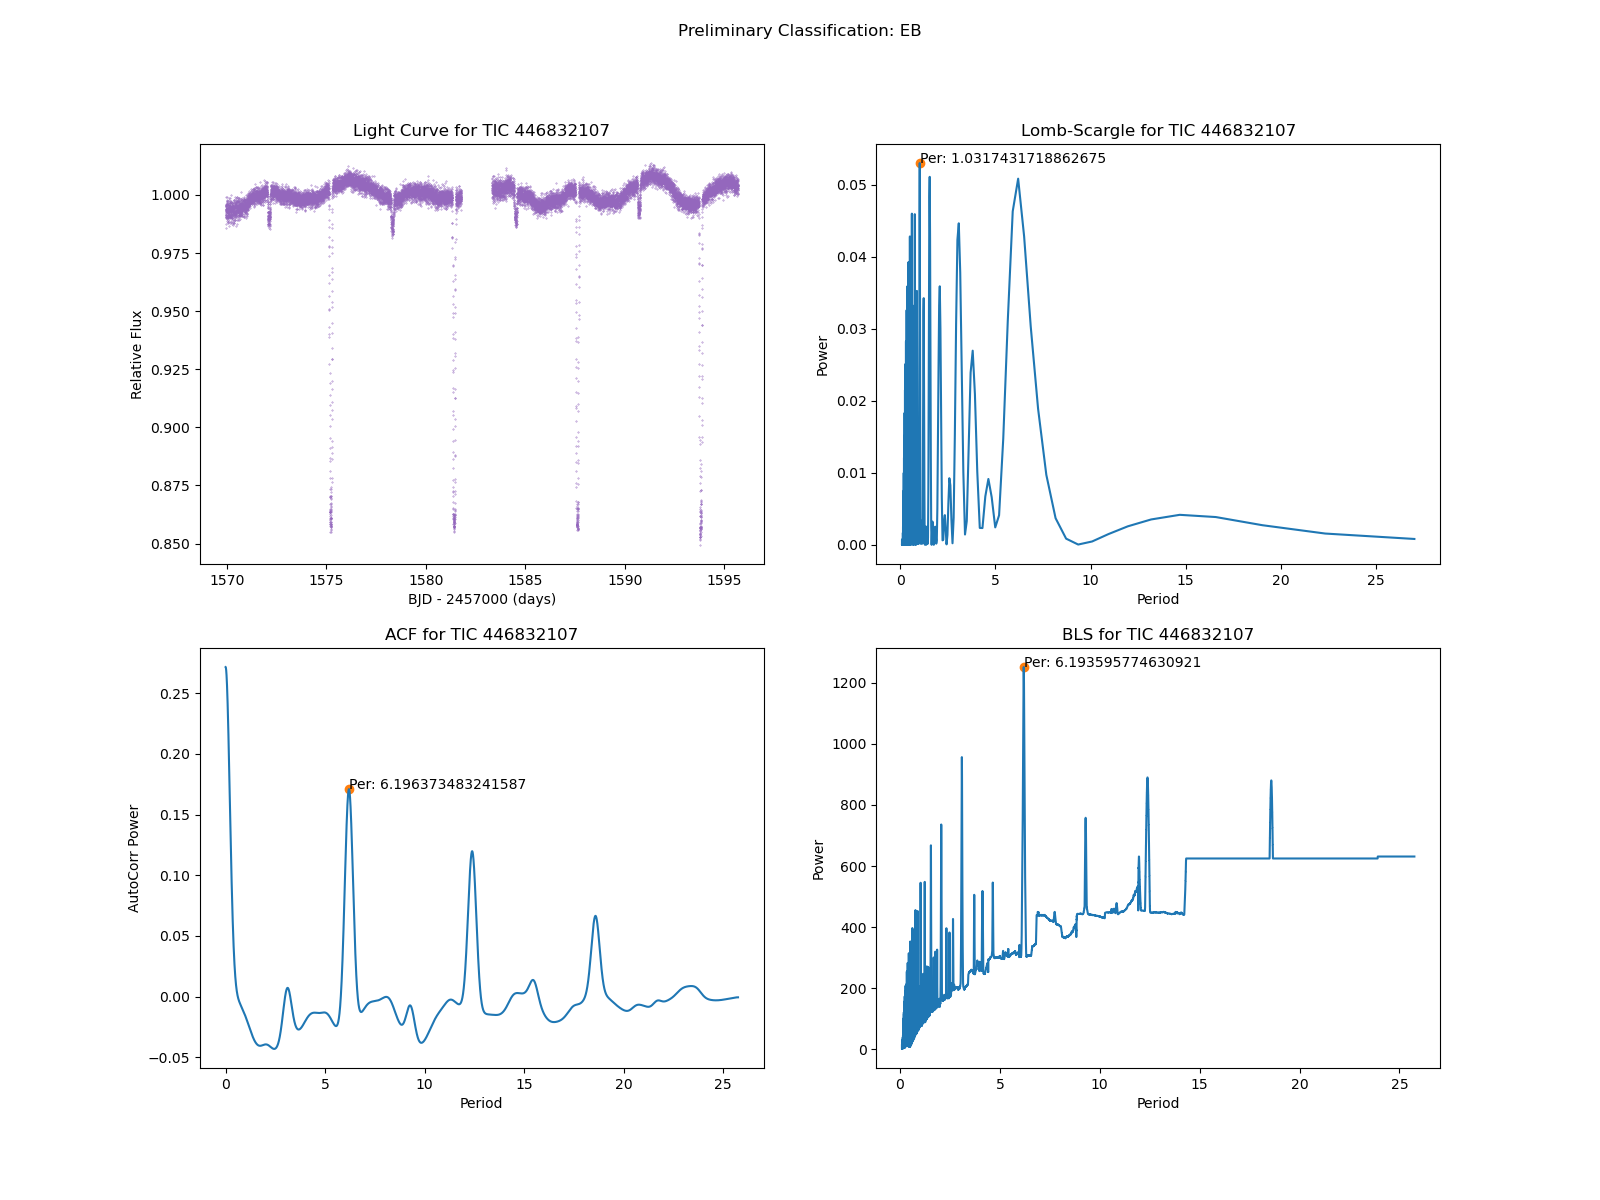 Preliminary Classification: EB
Light Curve for TIC 446832107
1.000
0.975
0.950
0.925
0.900
0.875
0.850
Relative Flux
1570 1575 1580 1585 1590 1595
BJD - 2457000 (days)
Lomb-Scargle for TIC 446832107
Per: 1.0317431718862675
0.05
0.04
0.03
0.02
0.01
0.00
Power
0 5 10 15 20 25
Period
ACF for TIC 446832107
Per: 6.196373483241587
0.25
0.20
0.15
0.10
0.05
0.00
−0.05
AutoCorr Power
0 5 10 15 20 25
Period
BLS for TIC 446832107
Per: 6.193595774630921
1200
1000
800
600
400
200
0
Power
0 5 10 15 20 25
Period